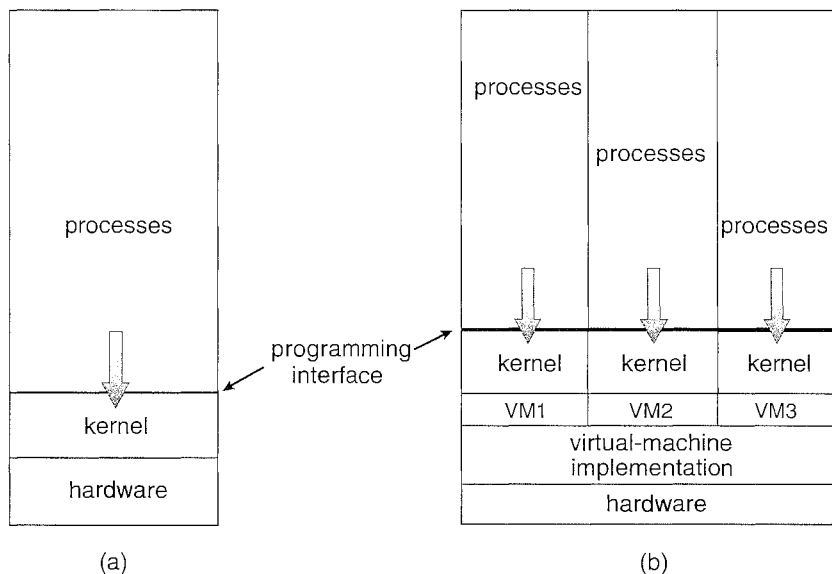 processes
kernel
hardware
(a)
programming
interface
processes
processes
processes
kernel
kernel
kernel
VM1
VM2
VM3
virtual-machine
implementation
hardware
(b)